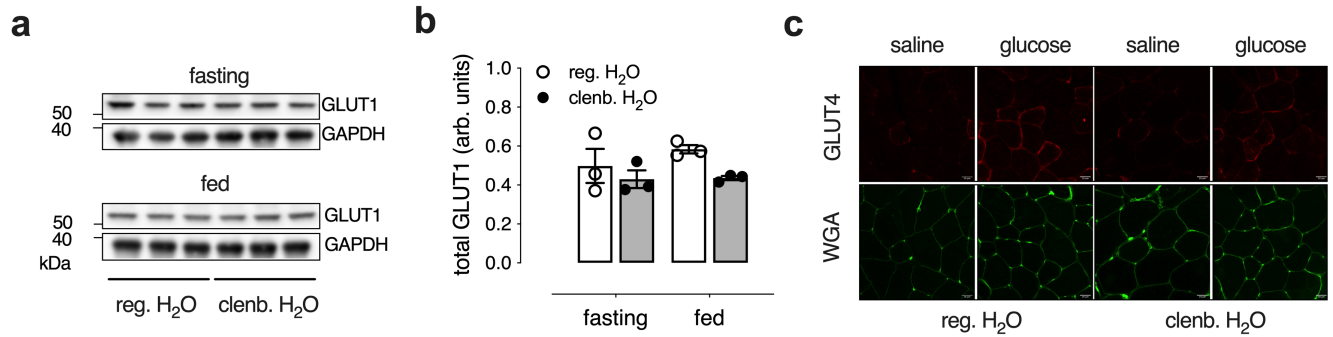 a
fasting
GLUT1
50
40
GAPDH
fed
GLUT1
50
40
GAPDH
kDa
reg. H2O clenb. H2O
b
total GLUT1 (arb. units)
1.0
0.8
0.6
0.4
0.2
0.0
reg. H2O
clenb. H2O
fasting fed
c
saline glucose saline glucose
GLUT4
WGA
reg. H2O clenb. H2O